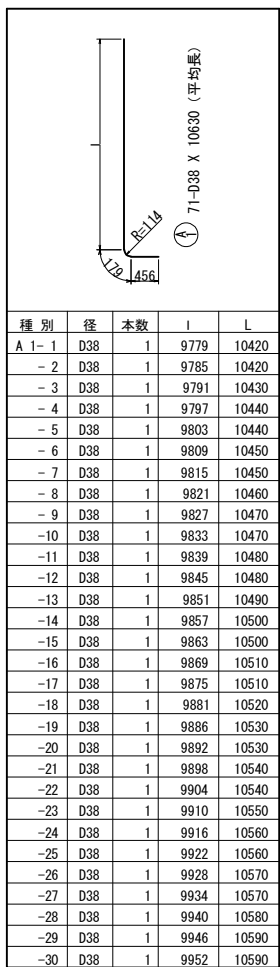 l
R=114
179
456
A1 71-D38 X 10630 (平均長)
種 別 径 本数 l L
A 1- 1 D38 1 9779 10420
- 2 D38 1 9785 10420
- 3 D38 1 9791 10430
- 4 D38 1 9797 10440
- 5 D38 1 9803 10440
- 6 D38 1 9809 10450
- 7 D38 1 9815 10450
- 8 D38 1 9821 10460
- 9 D38 1 9827 10470
-10 D38 1 9833 10470
-11 D38 1 9839 10480
-12 D38 1 9845 10480
-13 D38 1 9851 10490
-14 D38 1 9857 10500
-15 D38 1 9863 10500
-16 D38 1 9869 10510
-17 D38 1 9875 10510
-18 D38 1 9881 10520
-19 D38 1 9886 10530
-20 D38 1 9892 10530
-21 D38 1 9898 10540
-22 D38 1 9904 10540
-23 D38 1 9910 10550
-24 D38 1 9916 10560
-25 D38 1 9922 10560
-26 D38 1 9928 10570
-27 D38 1 9934 10570
-28 D38 1 9940 10580
-29 D38 1 9946 10590
-30 D38 1 9952 10590